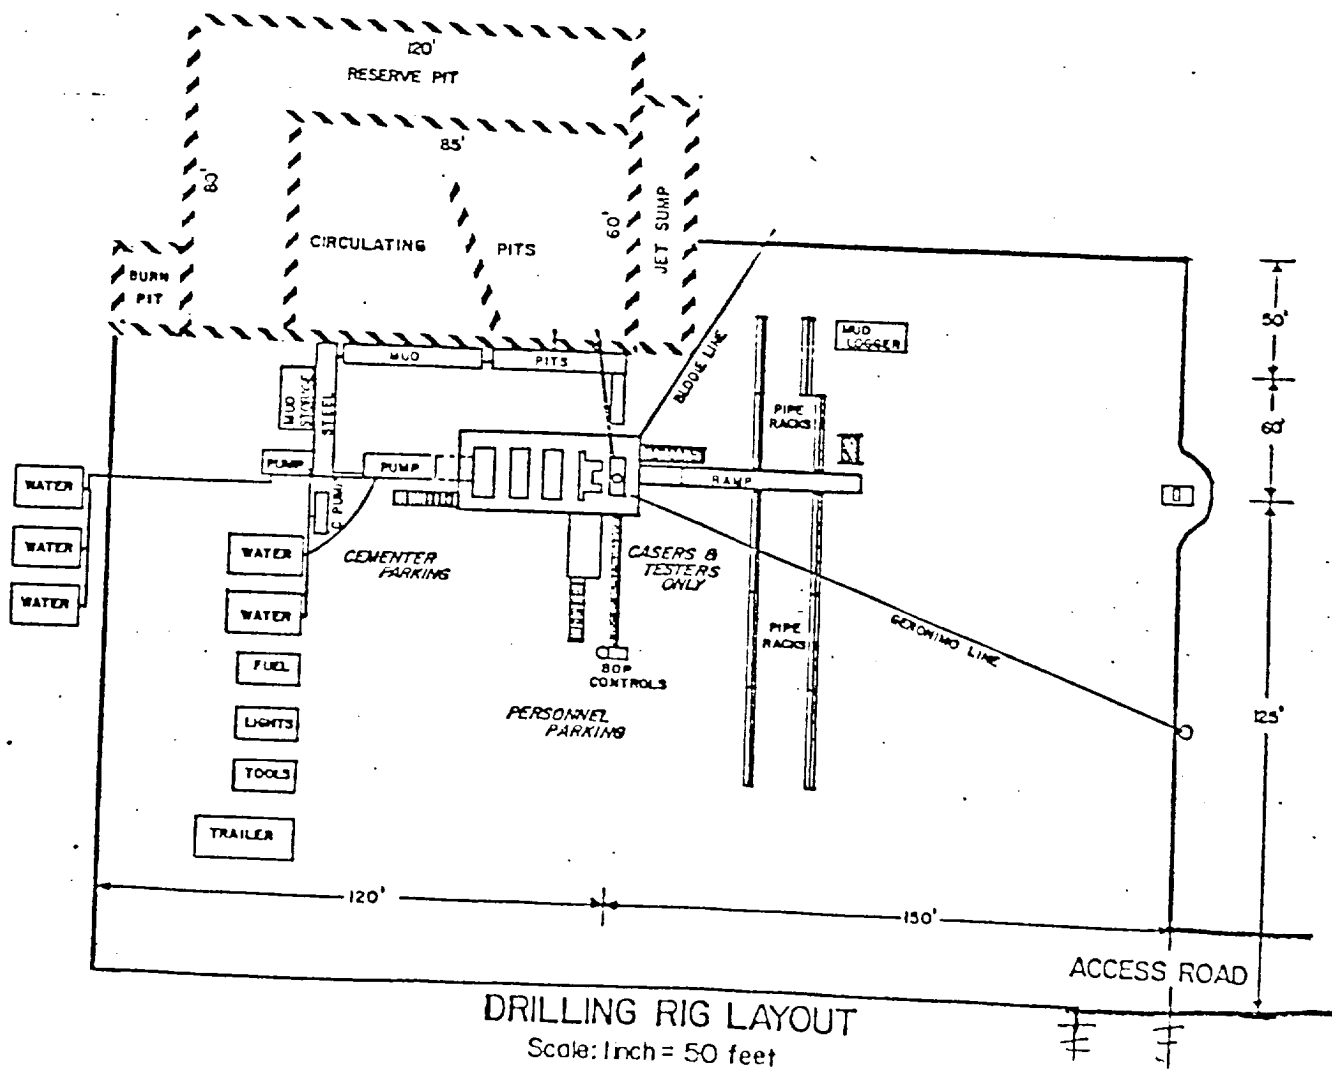 120'
RESERVE PIT
85'
80'
CIRCULATING
PITS
60'
JET SUMP
BURN
PIT
MUD
PITS
MUD
STORAGE
STEEL
BLOOIE LINE
MUD
LOGGER
50'
60'
PIPE
RACKS
PUMP
PUMP
RAMP
WATER
WATER
WATER
WATER
WATER
CEMENTER
PARKING
CASERS &
TESTERS
ONLY
GERONIMO LINE
PIPE
RACKS
BOP
CONTROLS
FUEL
LIGHTS
TOOLS
TRAILER
PERSONNEL
PARKING
125'
120'
150'
ACCESS ROAD
DRILLING RIG LAYOUT
Scale: 1 inch = 50 feet